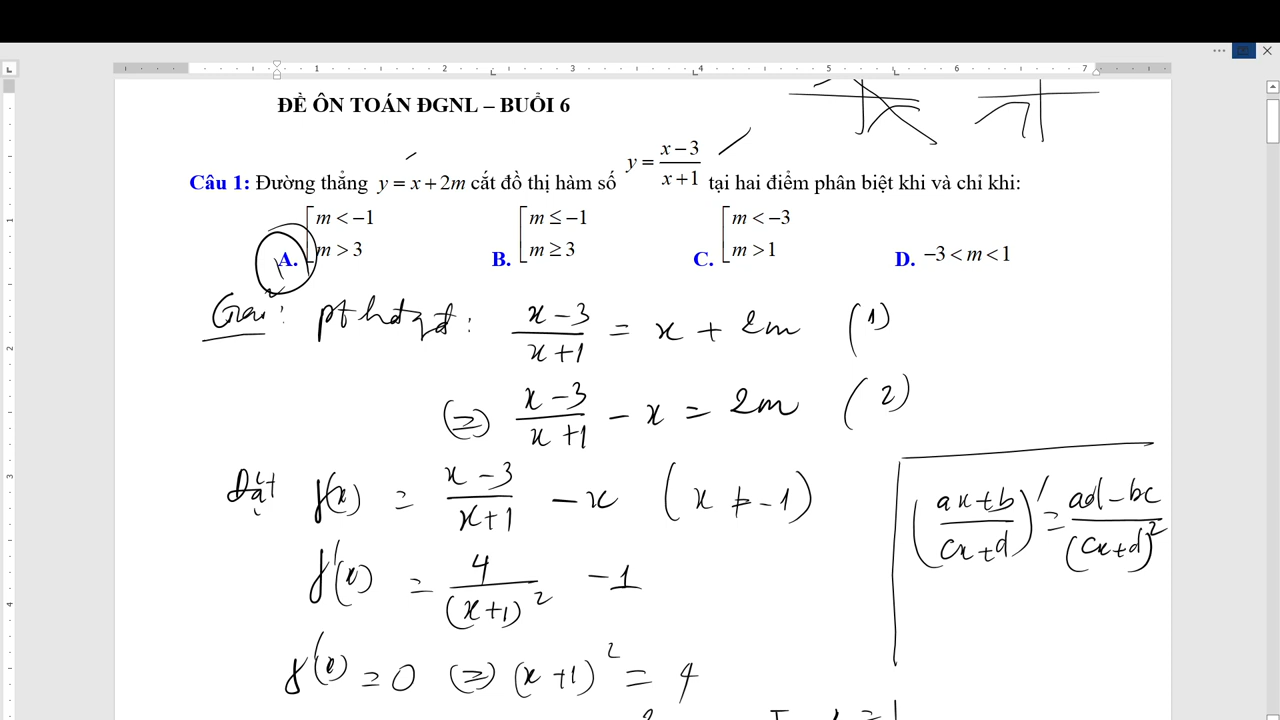 ĐỀ ÔN TOÁN ĐGNL – BUỔI 6
Câu 1: Đường thẳng y = x + 2m cắt đồ thị hàm số y = (x − 3)/(x + 1) tại hai điểm phân biệt khi và chỉ khi:
A. [m < −1 m > 3 B. [m ≤ −1 m ≥ 3 C. [m < −3 m > 1 D. −3 < m < 1
Giải: pt hđgđ: (x − 3)/(x + 1) = x + 2m (1)
⇔ (x − 3)/(x + 1) − x = 2m (2)
Đặt f(x) = (x − 3)/(x + 1) − x (x ≠ −1)
((ax + b)/(cx + d))′ = (ad − bc)/(cx + d)²
f′(x) = 4/(x + 1)² − 1
f′(x) = 0 ⇔ (x + 1)² = 4